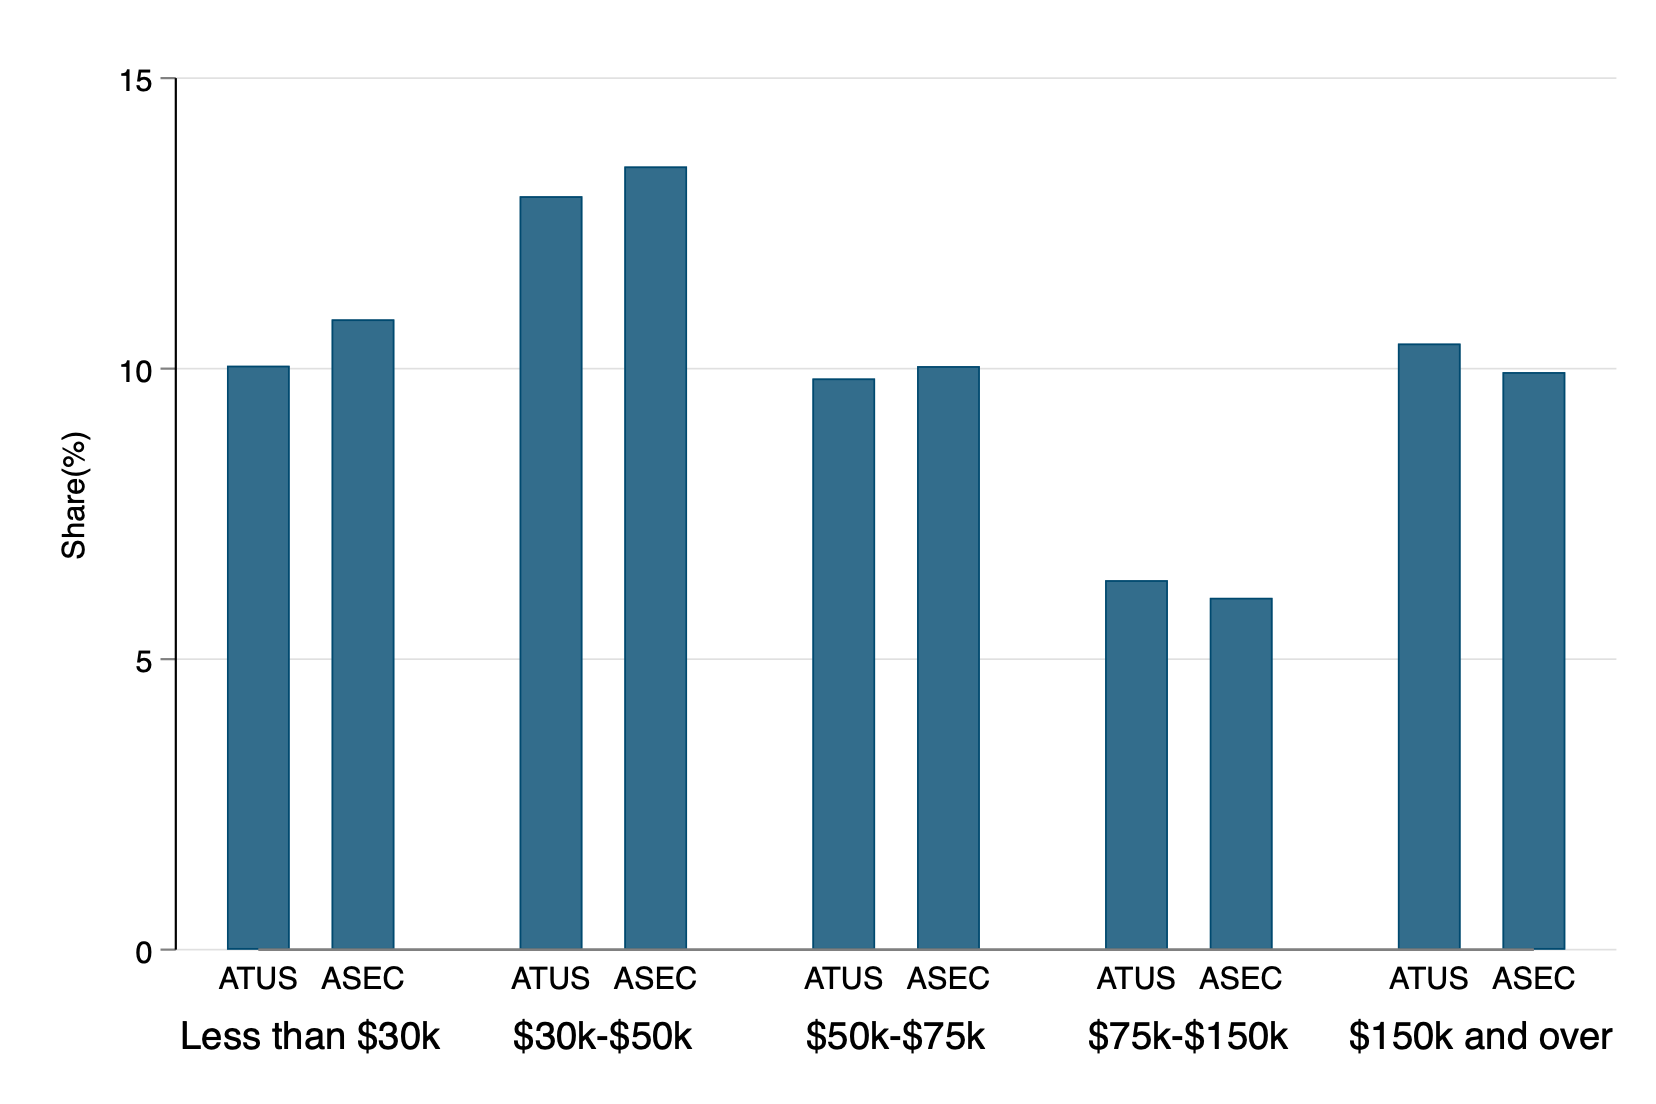 15
10
5
0
Share(%)
ATUS ASEC ATUS ASEC ATUS ASEC ATUS ASEC ATUS ASEC
Less than $30k $30k-$50k $50k-$75k $75k-$150k $150k and over